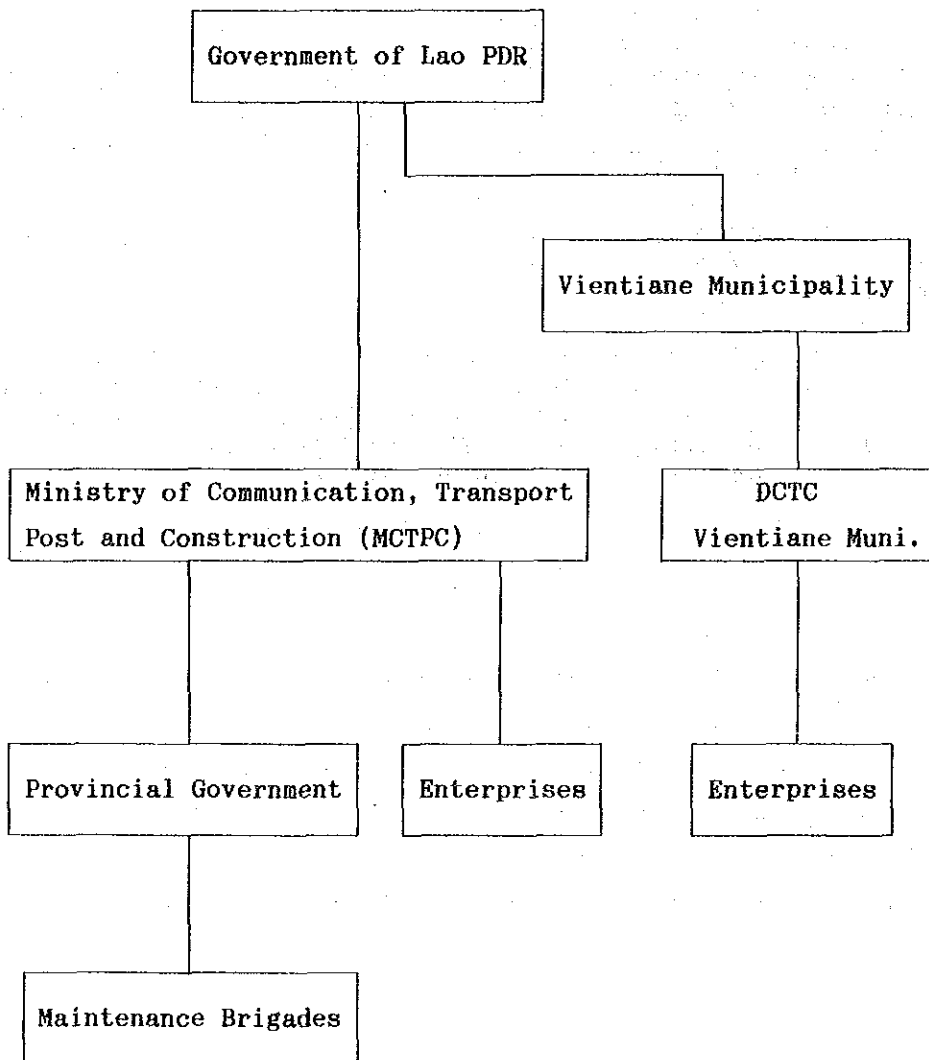 Government of Lao PDR
Vientiane Municipality
Ministry of Communication, Transport
Post and Construction (MCTPC)
DCTC
Vientiane Muni.
Provincial Government
Enterprises
Enterprises
Maintenance Brigades